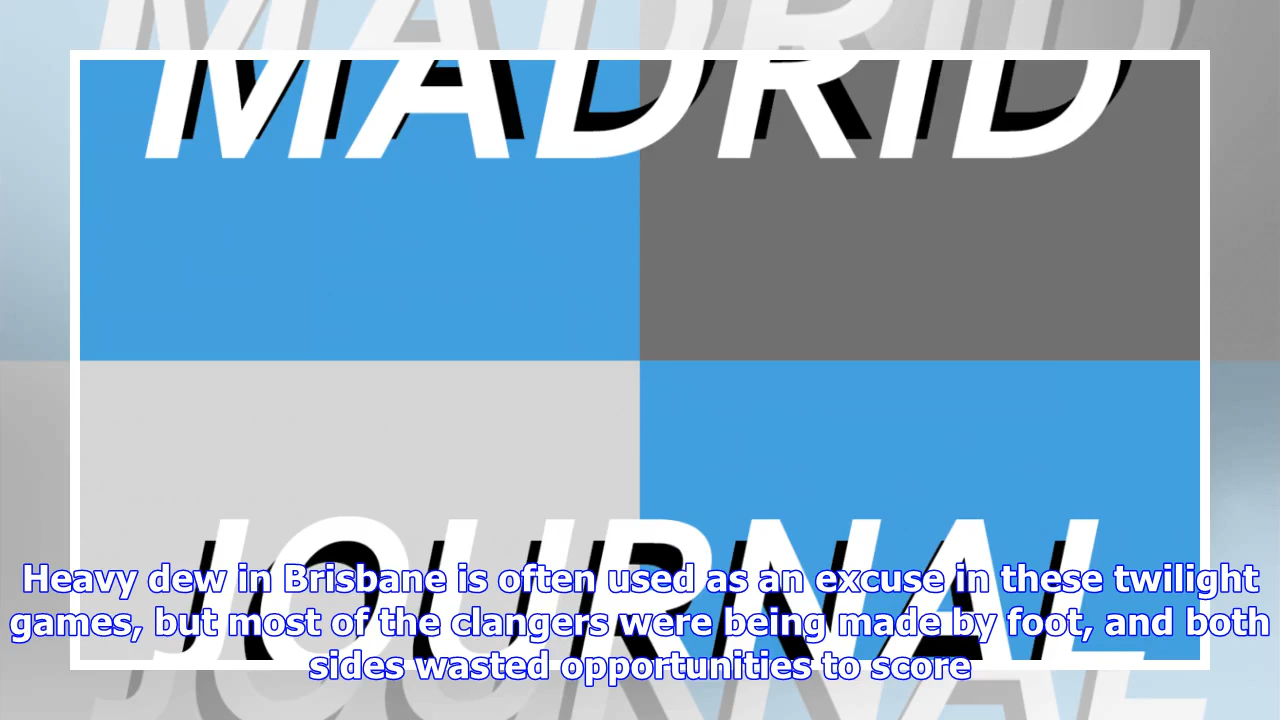 MADRID
JOURNAL
Heavy dew in Brisbane is often used as an excuse in these twilight
games, but most of the clangers were being made by foot, and both
sides wasted opportunities to score